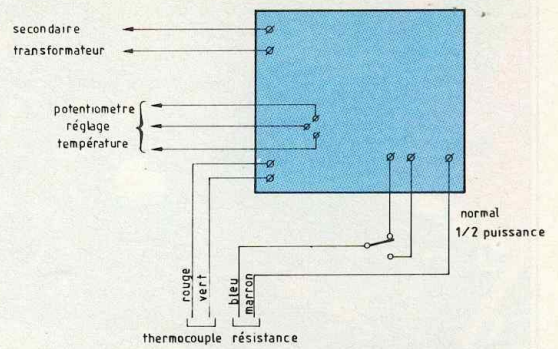 secondaire
transformateur
potentiometre
réglage
température
normal
1/2 puissance
rouge
vert
bleu
marron
thermocouple
résistance